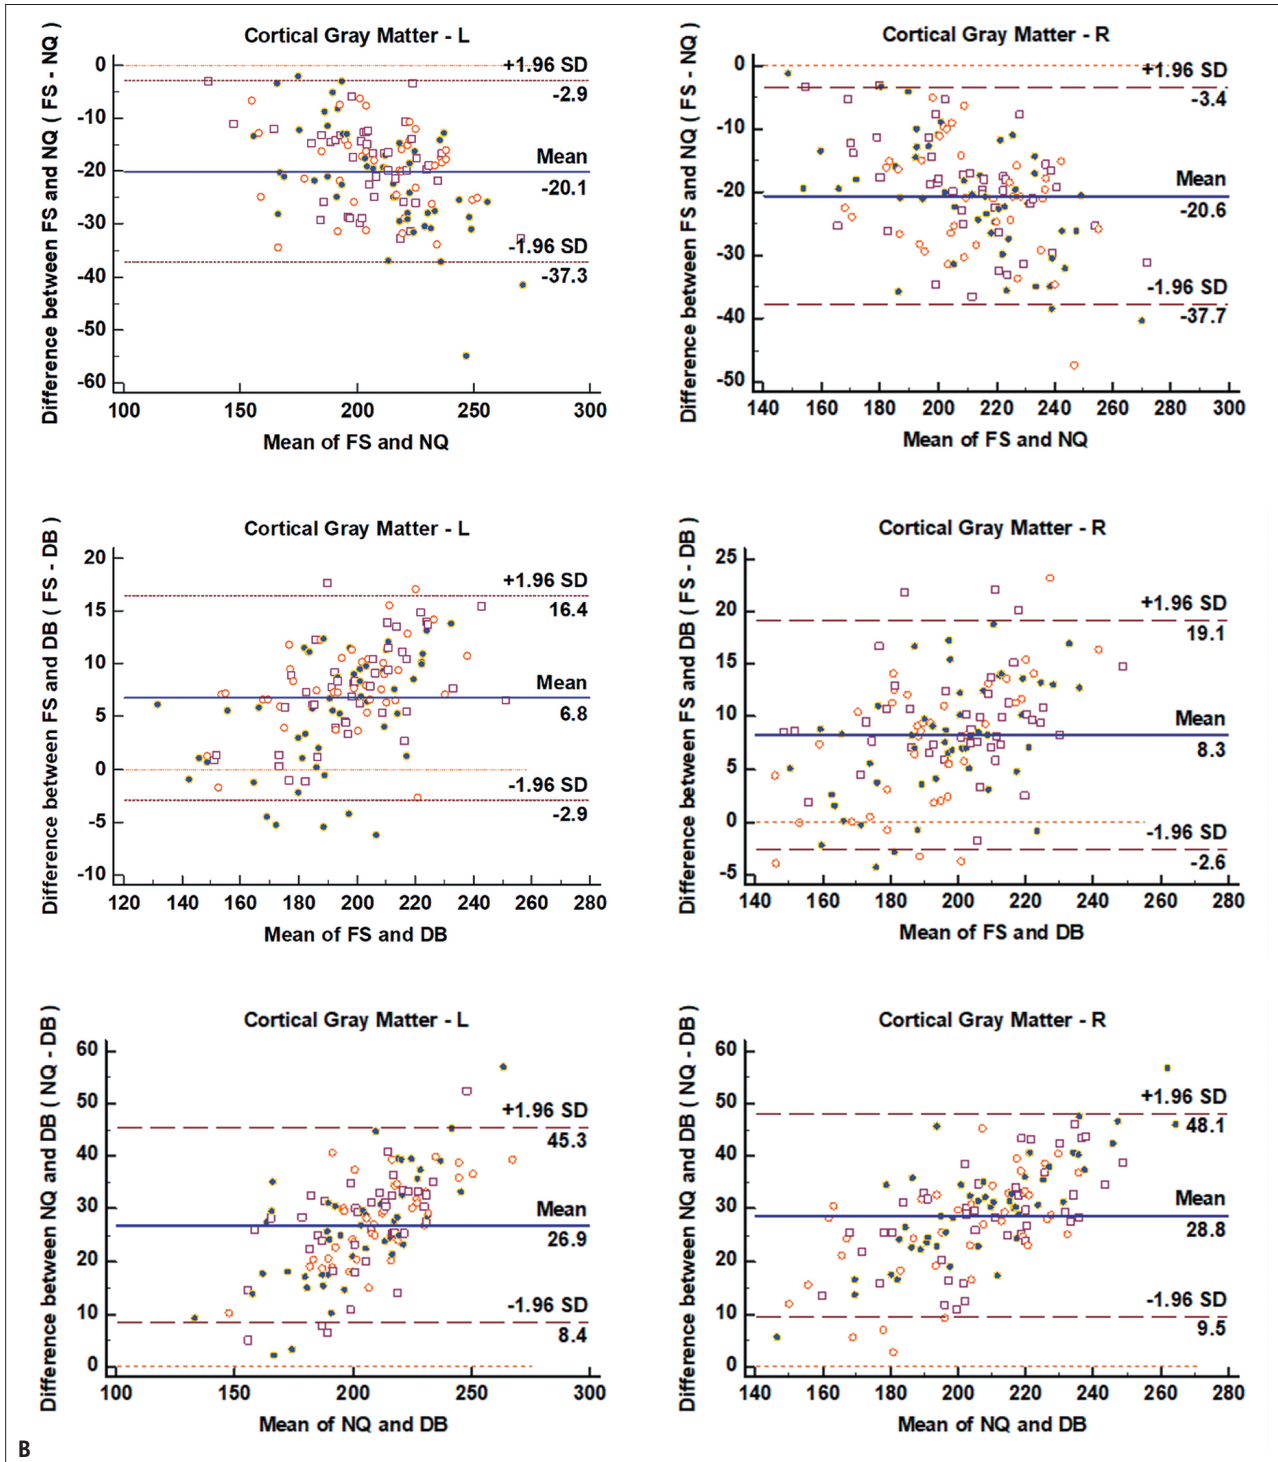 Cortical Gray Matter - L
Difference between FS and NQ ( FS - NQ )
0
-10
-20
-30
-40
-50
-60
+1.96 SD
-2.9
Mean
-20.1
-1.96 SD
-37.3
100 150 200 250 300
Mean of FS and NQ
Cortical Gray Matter - R
Difference between FS and NQ ( FS - NQ )
0
-10
-20
-30
-40
-50
+1.96 SD
-3.4
Mean
-20.6
-1.96 SD
-37.7
140 160 180 200 220 240 260 280 300
Mean of FS and NQ
Cortical Gray Matter - L
Difference between FS and DB ( FS - DB )
20
15
10
5
0
-5
-10
+1.96 SD
16.4
Mean
6.8
-1.96 SD
-2.9
120 140 160 180 200 220 240 260 280
Mean of FS and DB
Cortical Gray Matter - R
Difference between FS and DB ( FS - DB )
25
20
15
10
5
0
-5
+1.96 SD
19.1
Mean
8.3
-1.96 SD
-2.6
140 160 180 200 220 240 260 280
Mean of FS and DB
Cortical Gray Matter - L
Difference between NQ and DB ( NQ - DB )
60
50
40
30
20
10
0
+1.96 SD
45.3
Mean
26.9
-1.96 SD
8.4
100 150 200 250 300
Mean of NQ and DB
Cortical Gray Matter - R
Difference between NQ and DB ( NQ - DB )
60
50
40
30
20
10
0
+1.96 SD
48.1
Mean
28.8
-1.96 SD
9.5
140 160 180 200 220 240 260 280
Mean of NQ and DB
B